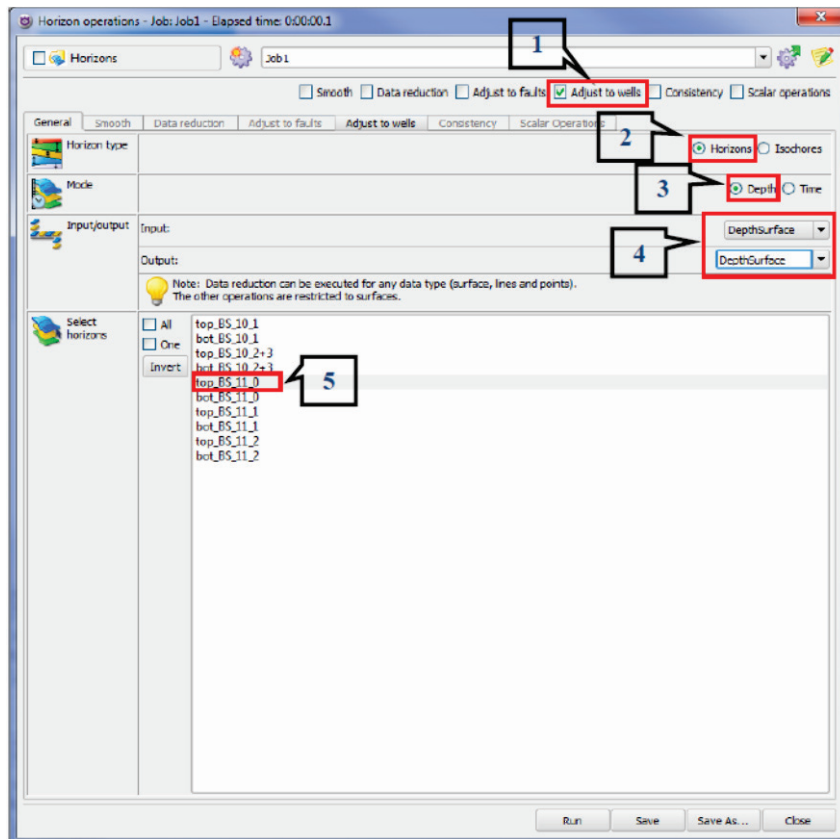 Horizon operations - Job: Job1 - Elapsed time: 0:00:00.1
1
Horizons
Job1
Smooth Data reduction Adjust to faults Adjust to wells Consistency Scalar operations
General Smooth Data reduction Adjust to faults Adjust to wells Consistency Scalar Operations
2
Horizon type
Horizons Isochores
Mode
3
Depth Time
Input/output
Input:
DepthSurface
4
Output:
DepthSurface
Note: Data reduction can be executed for any data type (surface, lines and points).
The other operations are restricted to surfaces.
Select
horizons
All
One
Invert
top_BS_10_1
bot_BS_10_1
top_BS_10_2+3
bot_BS_10_2+3
top_BS_11_0
5
bot_BS_11_0
top_BS_11_1
bot_BS_11_1
top_BS_11_2
bot_BS_11_2
Run Save Save As... Close